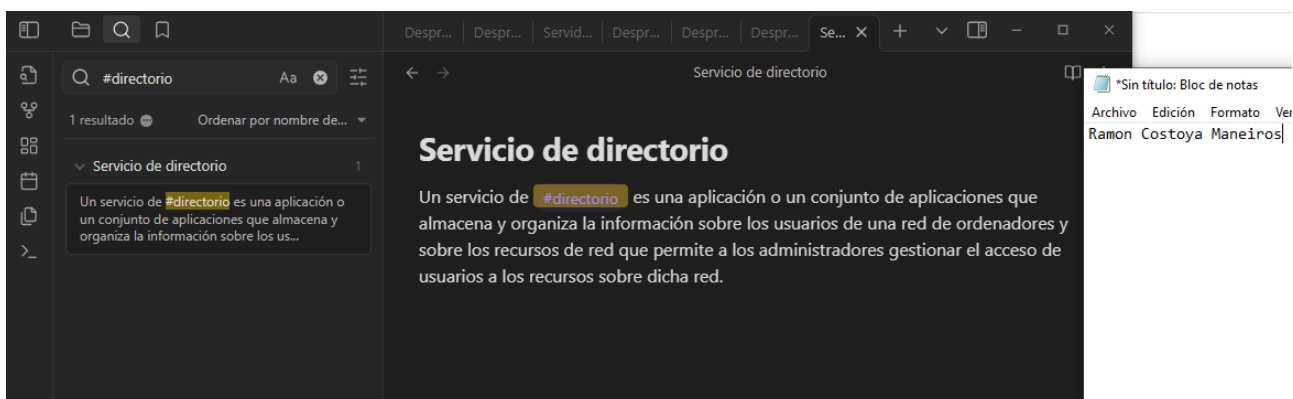 Despr... Despr... Servid... Despr... Despr... Despr... Se...
#directorio Aa
Servicio de directorio
1 resultado Ordenar por nombre de...
Servicio de directorio 1
Un servicio de #directorio es una aplicación o
un conjunto de aplicaciones que almacena y
organiza la información sobre los us...
Servicio de directorio
Un servicio de #directorio es una aplicación o un conjunto de aplicaciones que
almacena y organiza la información sobre los usuarios de una red de ordenadores y
sobre los recursos de red que permite a los administradores gestionar el acceso de
usuarios a los recursos sobre dicha red.
*Sin título: Bloc de notas
Archivo Edición Formato Ver
Ramon Costoya Maneiros